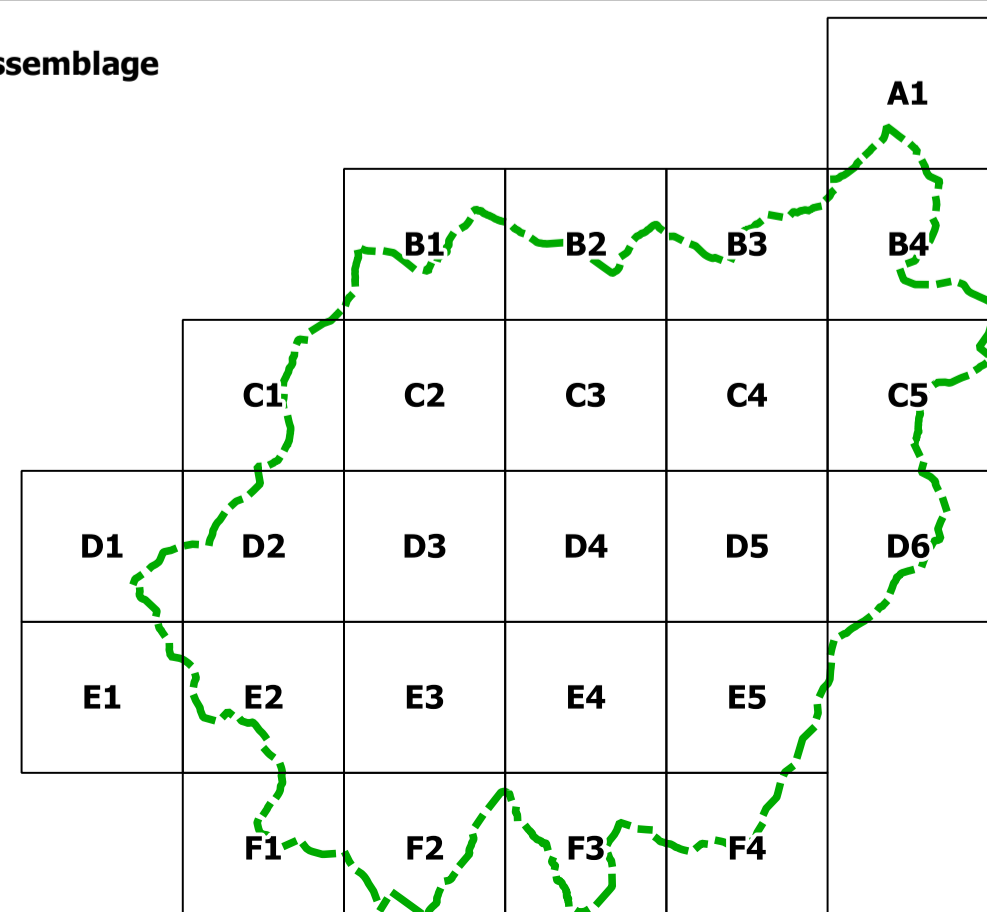 ssemblage
A1
B1 B2 B3 B4
C1 C2 C3 C4 C5
D1 D2 D3 D4 D5 D6
E1 E2 E3 E4 E5
F1 F2 F3 F4